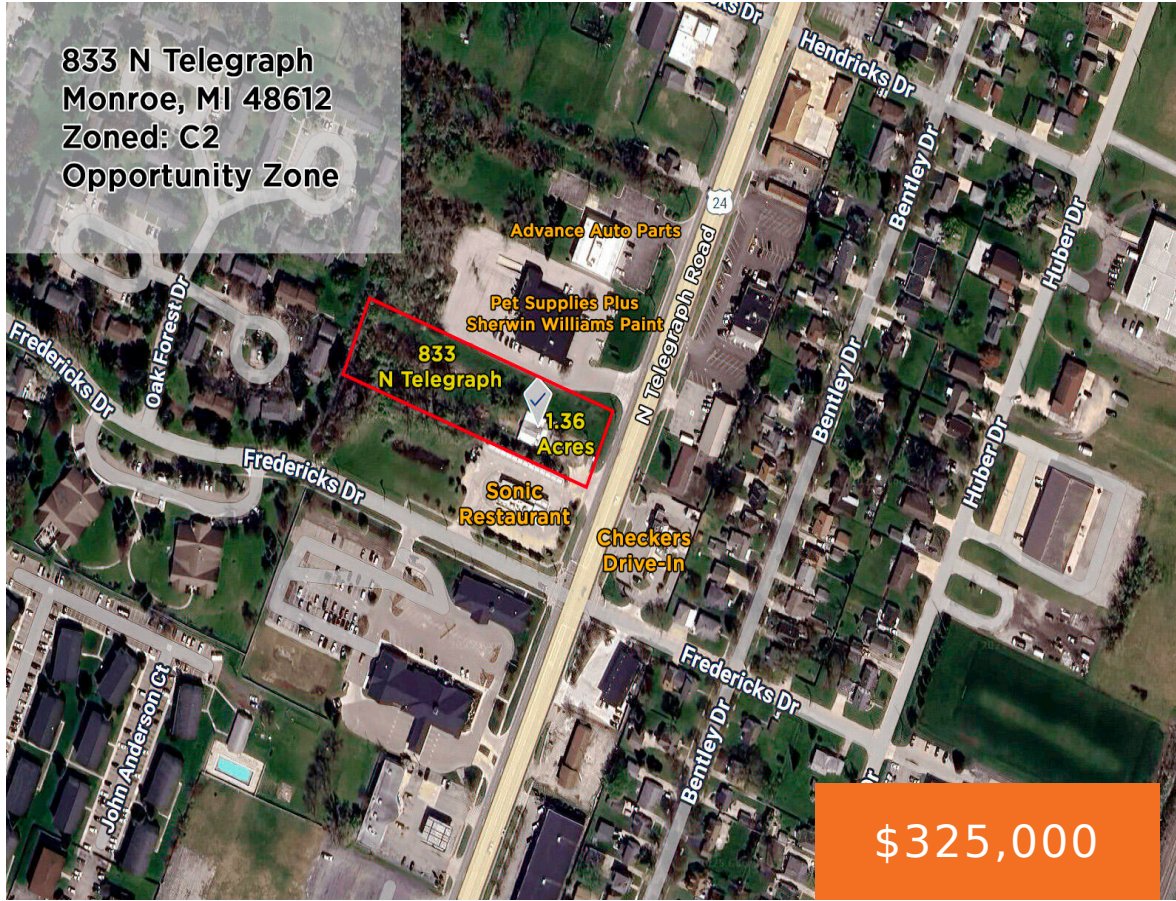 833 N Telegraph
Monroe, MI 48612
Zoned: C2
Opportunity Zone
Hendricks Dr
24
Bentley Dr
Advance Auto Parts
Huber Dr
N Telegraph Road
Oak Forest Dr
Pet Supplies Plus
Sherwin Williams Paint
Fredericks Dr
833
N Telegraph
Bentley Dr
1.36
Acres
Fredericks Dr
Huber Dr
Sonic
Restaurant
Checkers
Drive-In
Fredericks Dr
John Anderson Ct
Bentley Dr
Dr
$325,000